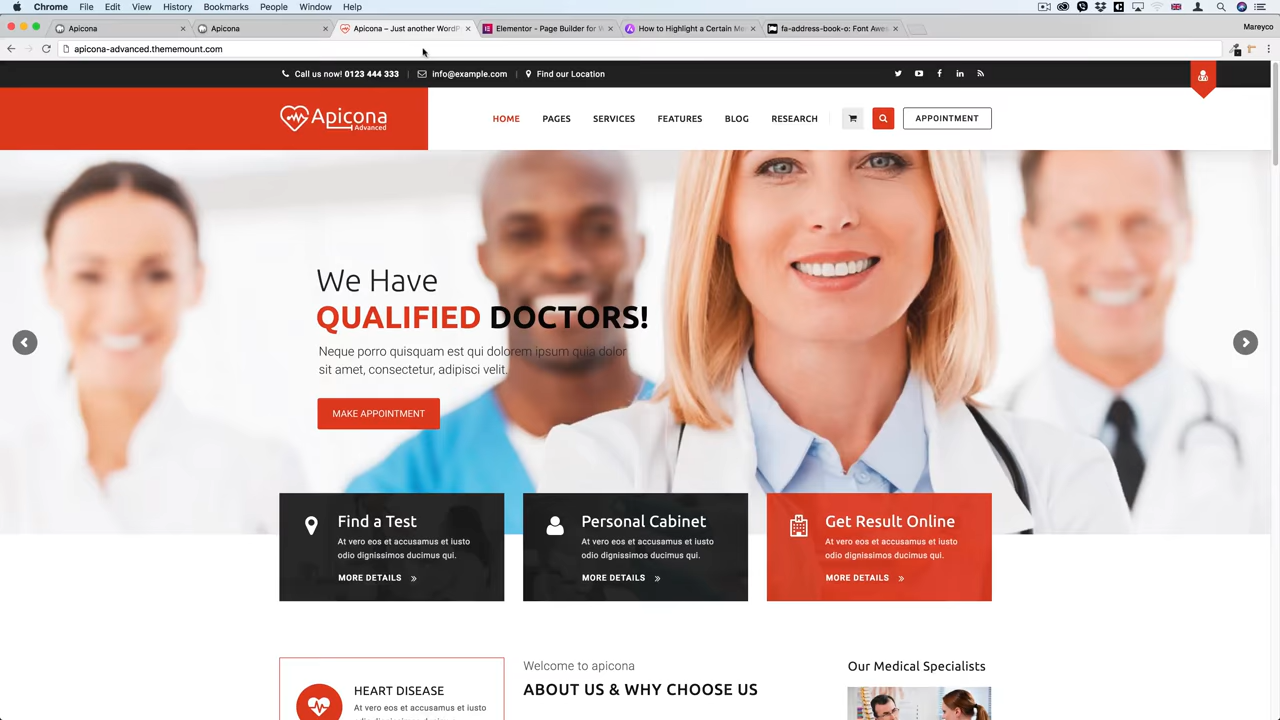 Chrome File Edit View History Bookmarks People Window Help
Apicona
Apicona
Apicona – Just another WordP
Elementor - Page Builder for W
How to Highlight a Certain Me
fa-address-book-o: Font Awes
Mareyco
apicona-advanced.thememount.com
Call us now! 0123 444 333 | info@example.com | Find our Location
Apicona
Advanced
HOME PAGES SERVICES FEATURES BLOG RESEARCH APPOINTMENT
We Have
QUALIFIED DOCTORS!
Neque porro quisquam est qui dolorem ipsum quia dolor
sit amet, consectetur, adipisci velit.
MAKE APPOINTMENT
Find a Test
At vero eos et accusamus et iusto
odio dignissimos ducimus qui.
MORE DETAILS »
Personal Cabinet
At vero eos et accusamus et iusto
odio dignissimos ducimus qui.
MORE DETAILS »
Get Result Online
At vero eos et accusamus et iusto
odio dignissimos ducimus qui.
MORE DETAILS »
HEART DISEASE
At vero eos et accusamus et iusto
Welcome to apicona
ABOUT US & WHY CHOOSE US
Our Medical Specialists